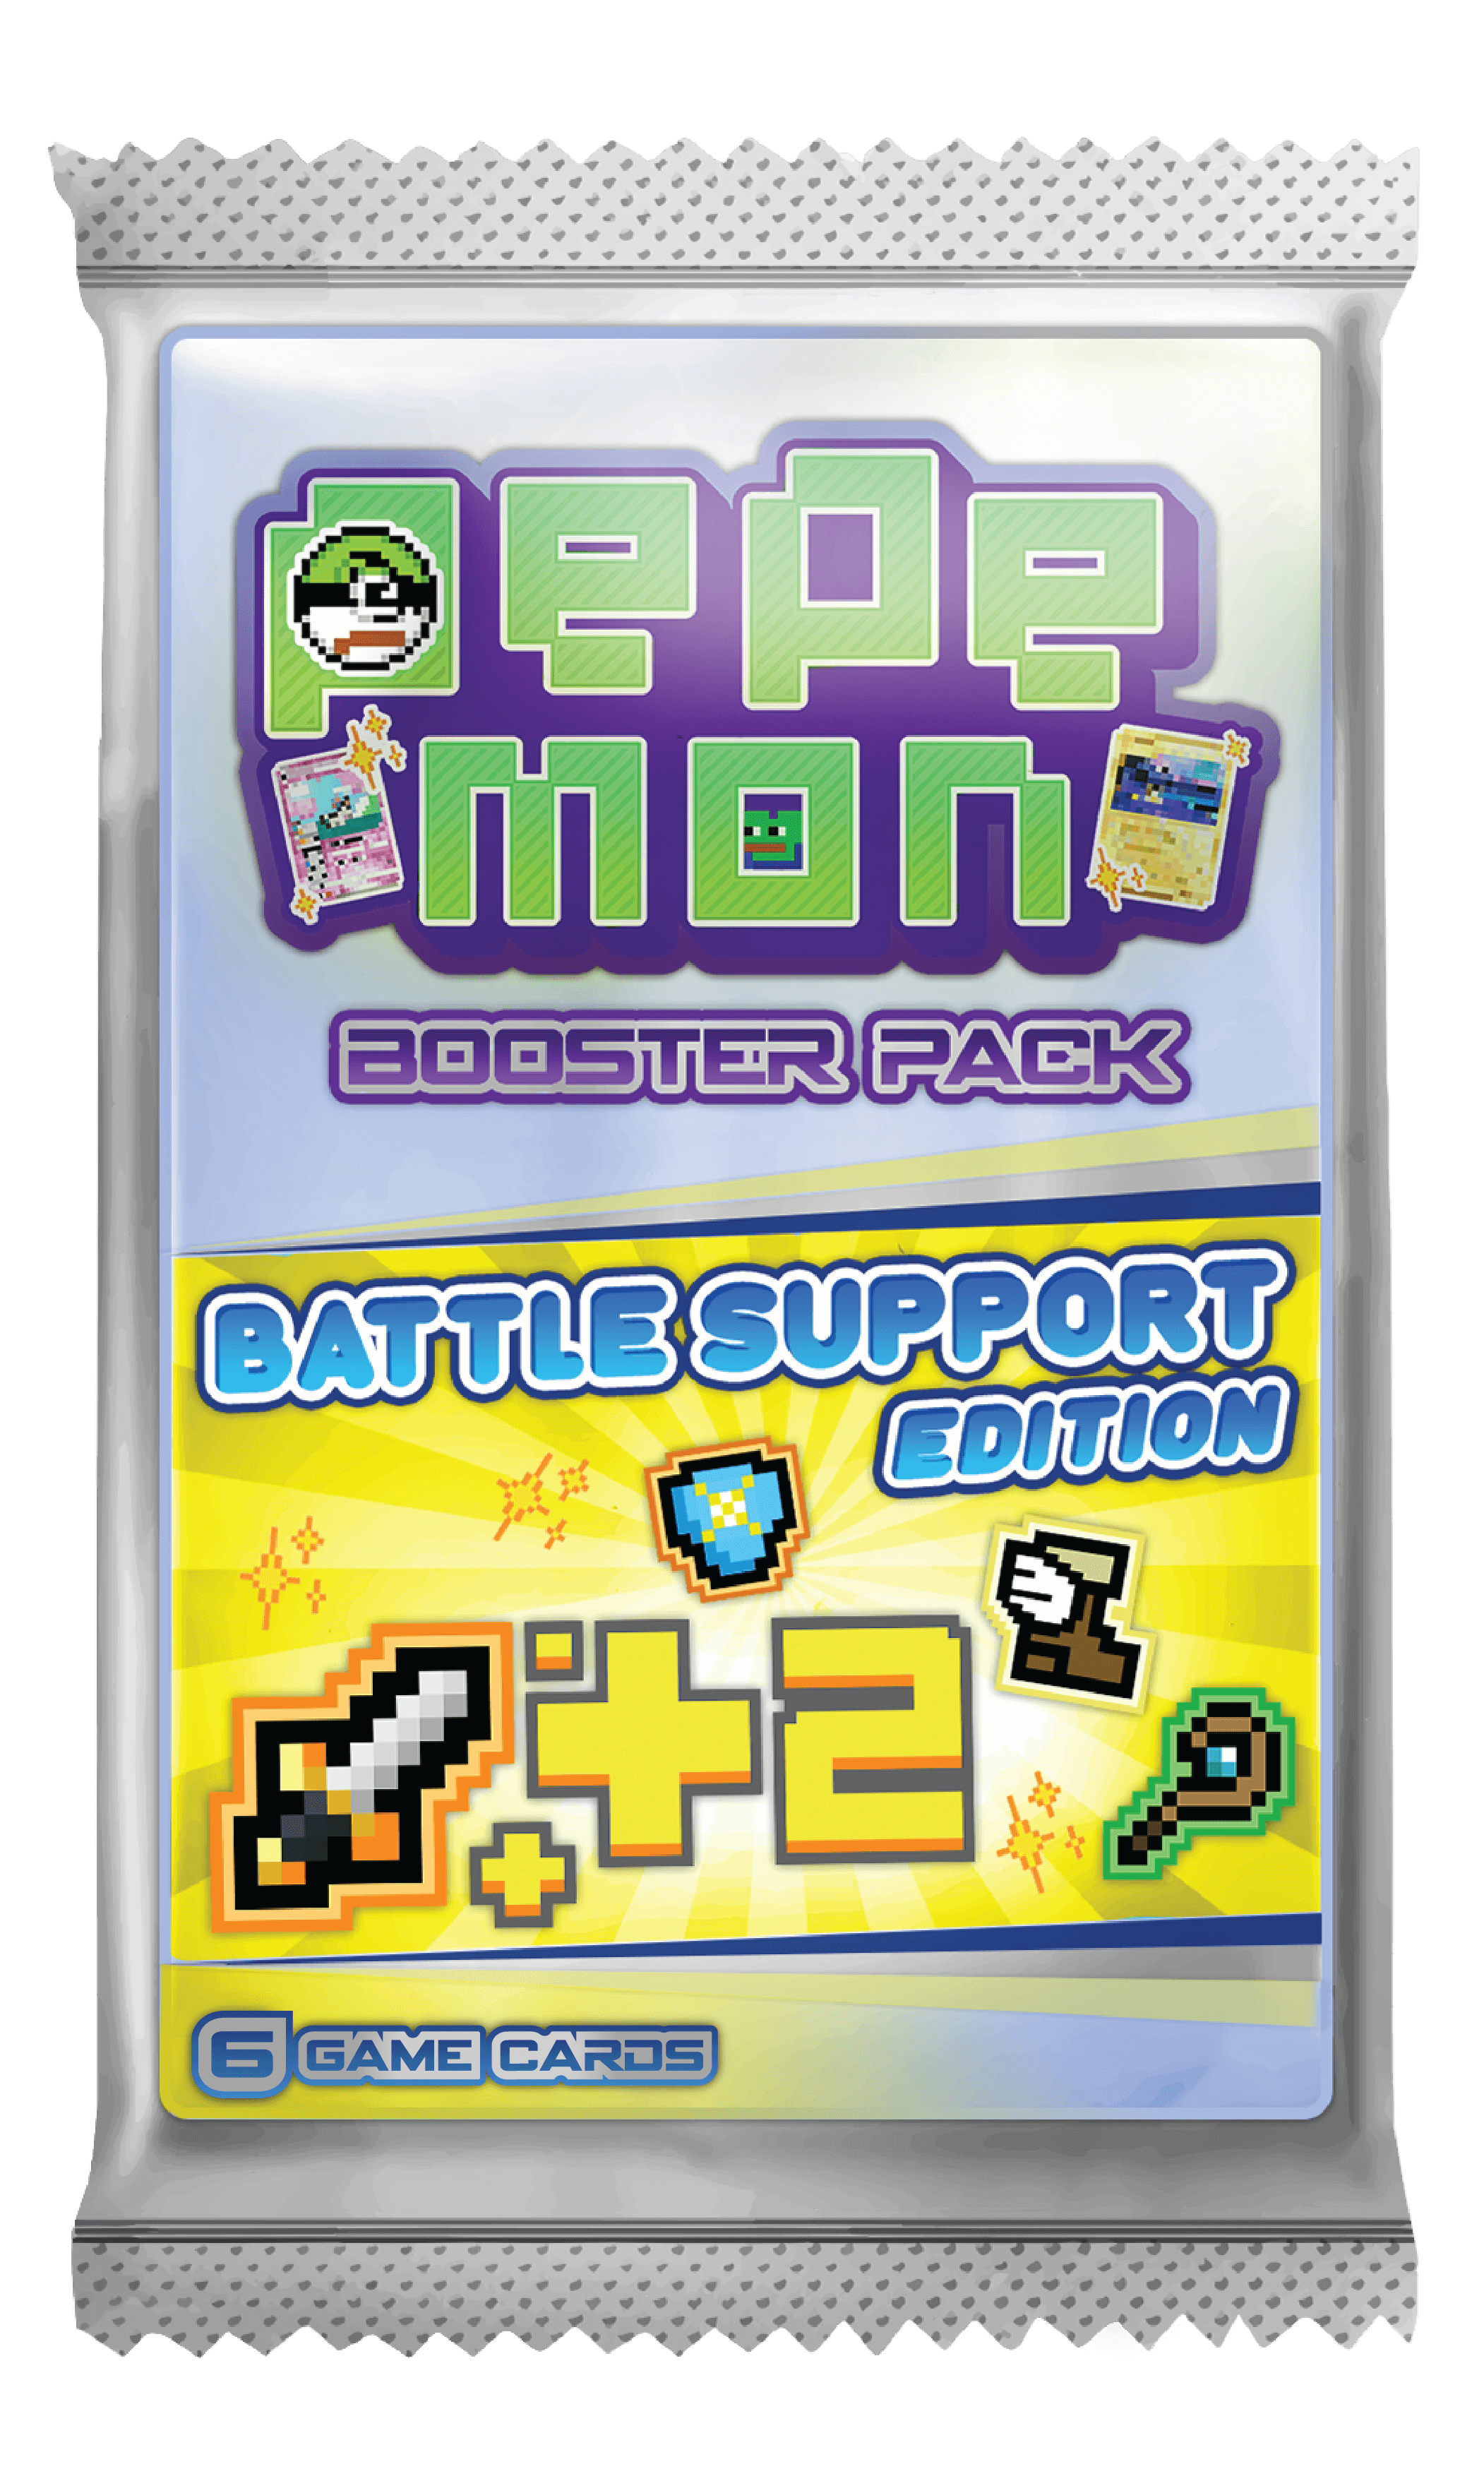 pepe
mon
BOOSTER PACK
BATTLE SUPPORT
EDITION
+2
6 GAME CARDS